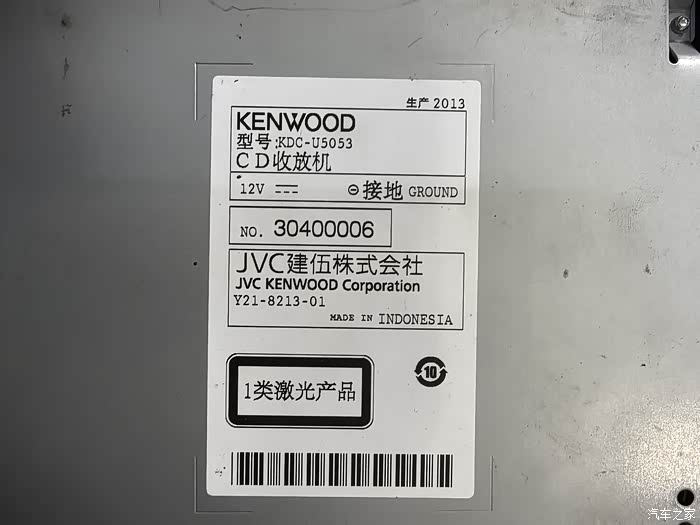 生产 2013
KENWOOD
型号:KDC-U5053
CD收放机
12V ⎓ ⊖接地 GROUND
NO. 30400006
JVC建伍株式会社
JVC KENWOOD Corporation
Y21-8213-01
MADE IN INDONESIA
10
1类激光产品
汽车之家